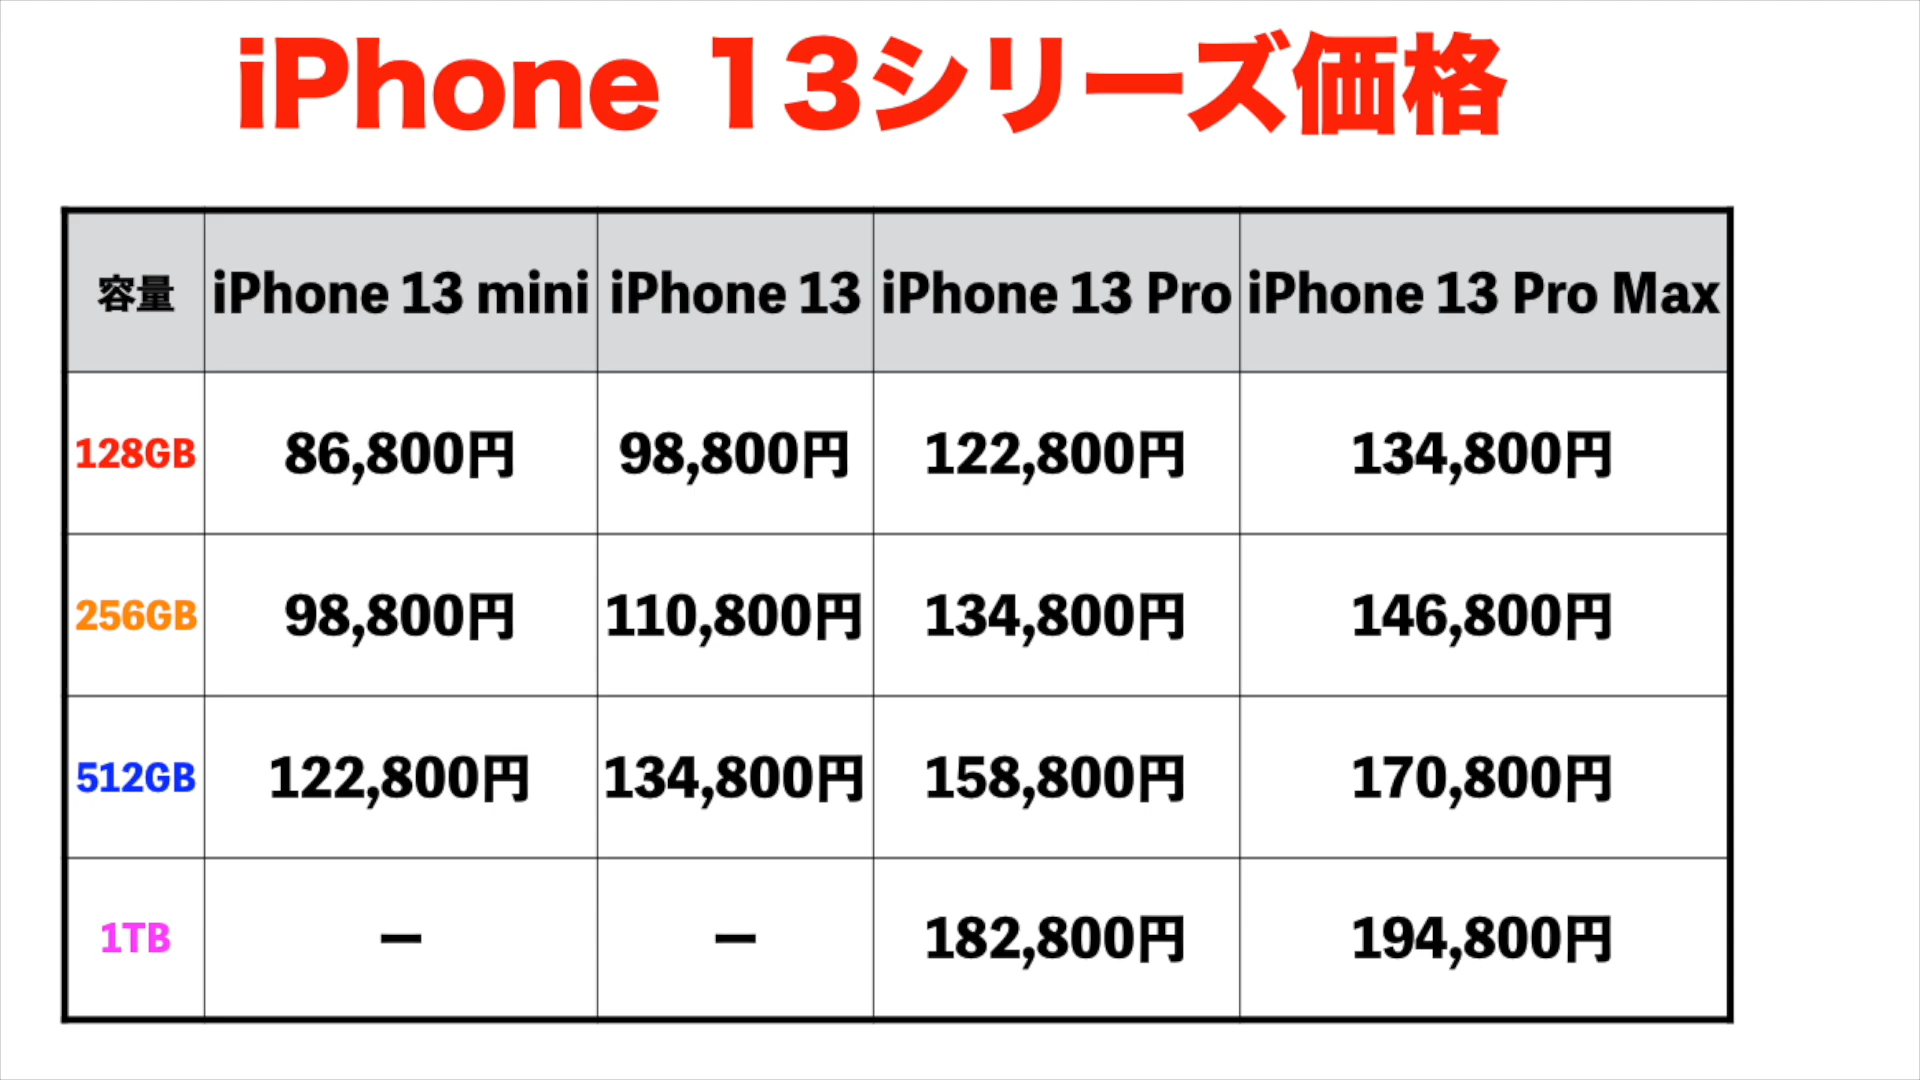 iPhone 13シリーズ価格
容量 iPhone 13 mini iPhone 13 iPhone 13 Pro iPhone 13 Pro Max
128GB 86,800円 98,800円 122,800円 134,800円
256GB 98,800円 110,800円 134,800円 146,800円
512GB 122,800円 134,800円 158,800円 170,800円
1TB ー ー 182,800円 194,800円